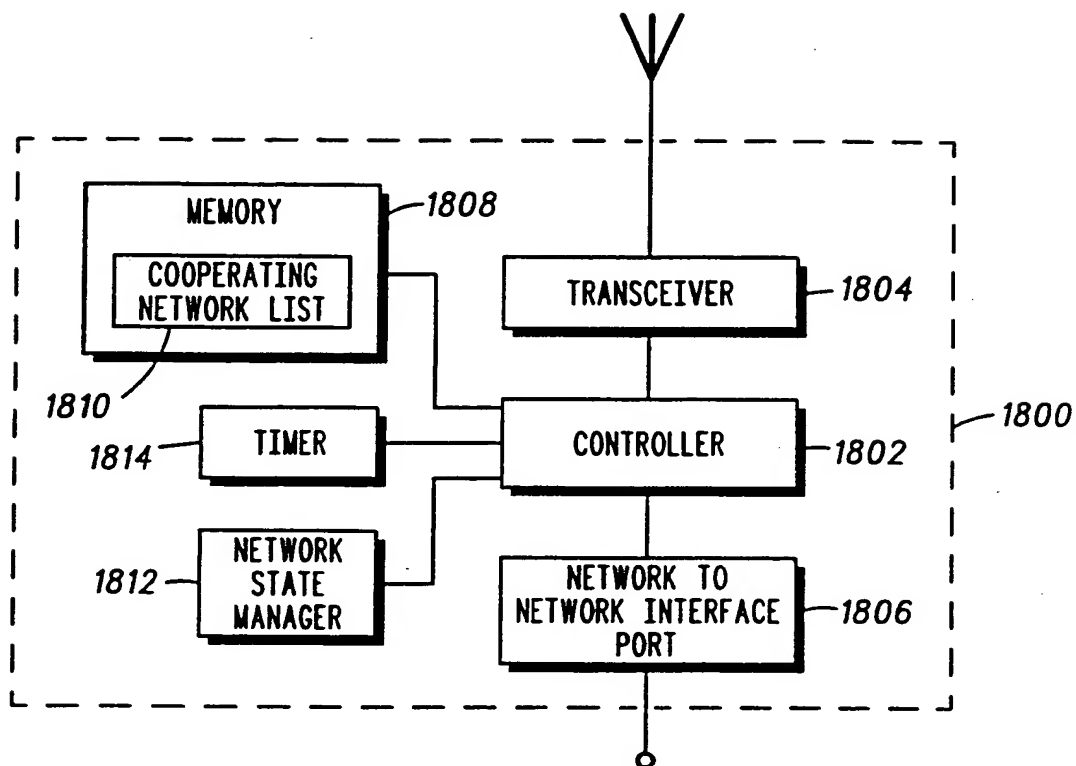 MEMORY
1808
COOPERATING
NETWORK LIST
1810
TRANSCEIVER
1804
1800
TIMER
1814
CONTROLLER
1802
NETWORK
STATE
MANAGER
1812
NETWORK TO
NETWORK INTERFACE
PORT
1806